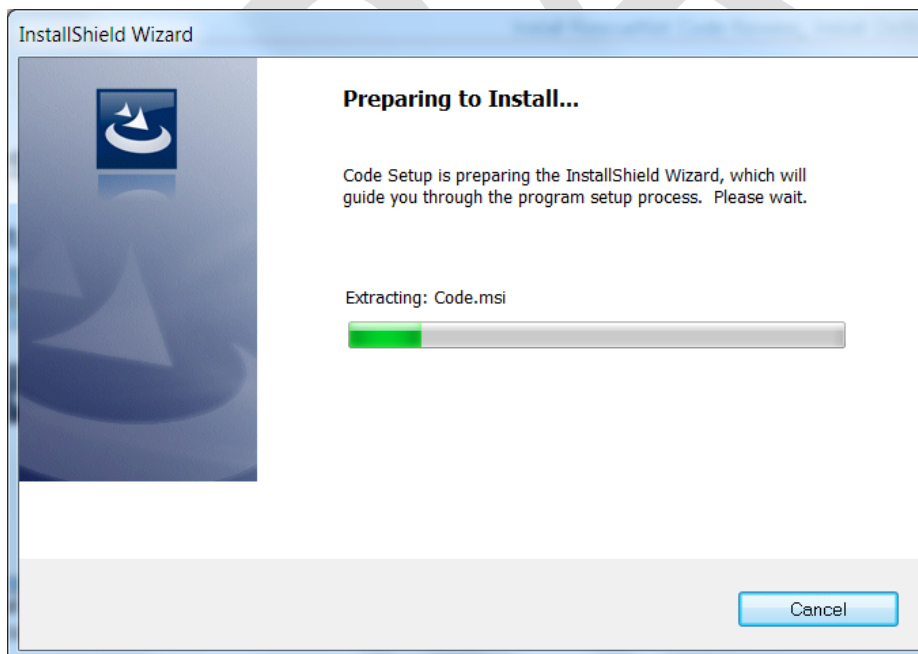 InstallShield Wizard
Preparing to Install...
Code Setup is preparing the InstallShield Wizard, which will
guide you through the program setup process.  Please wait.
Extracting: Code.msi
Cancel